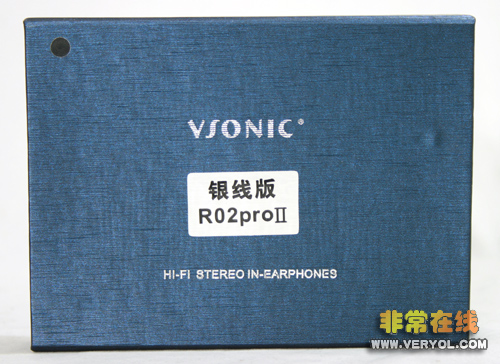 VSONIC®
银线版
R02proII
HI-FI STEREO IN-EARPHONES
非常在线
WWW.VERYOL.COM